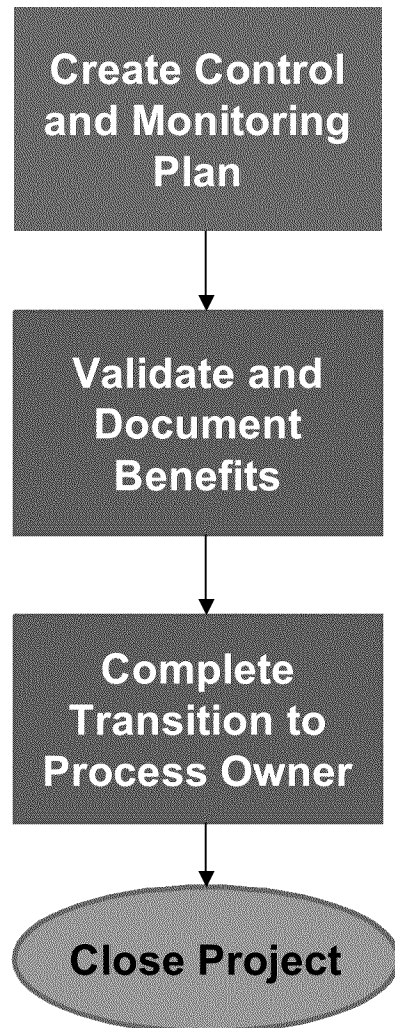 Create Control
and Monitoring
Plan
Validate and
Document
Benefits
Complete
Transition to
Process Owner
Close Project